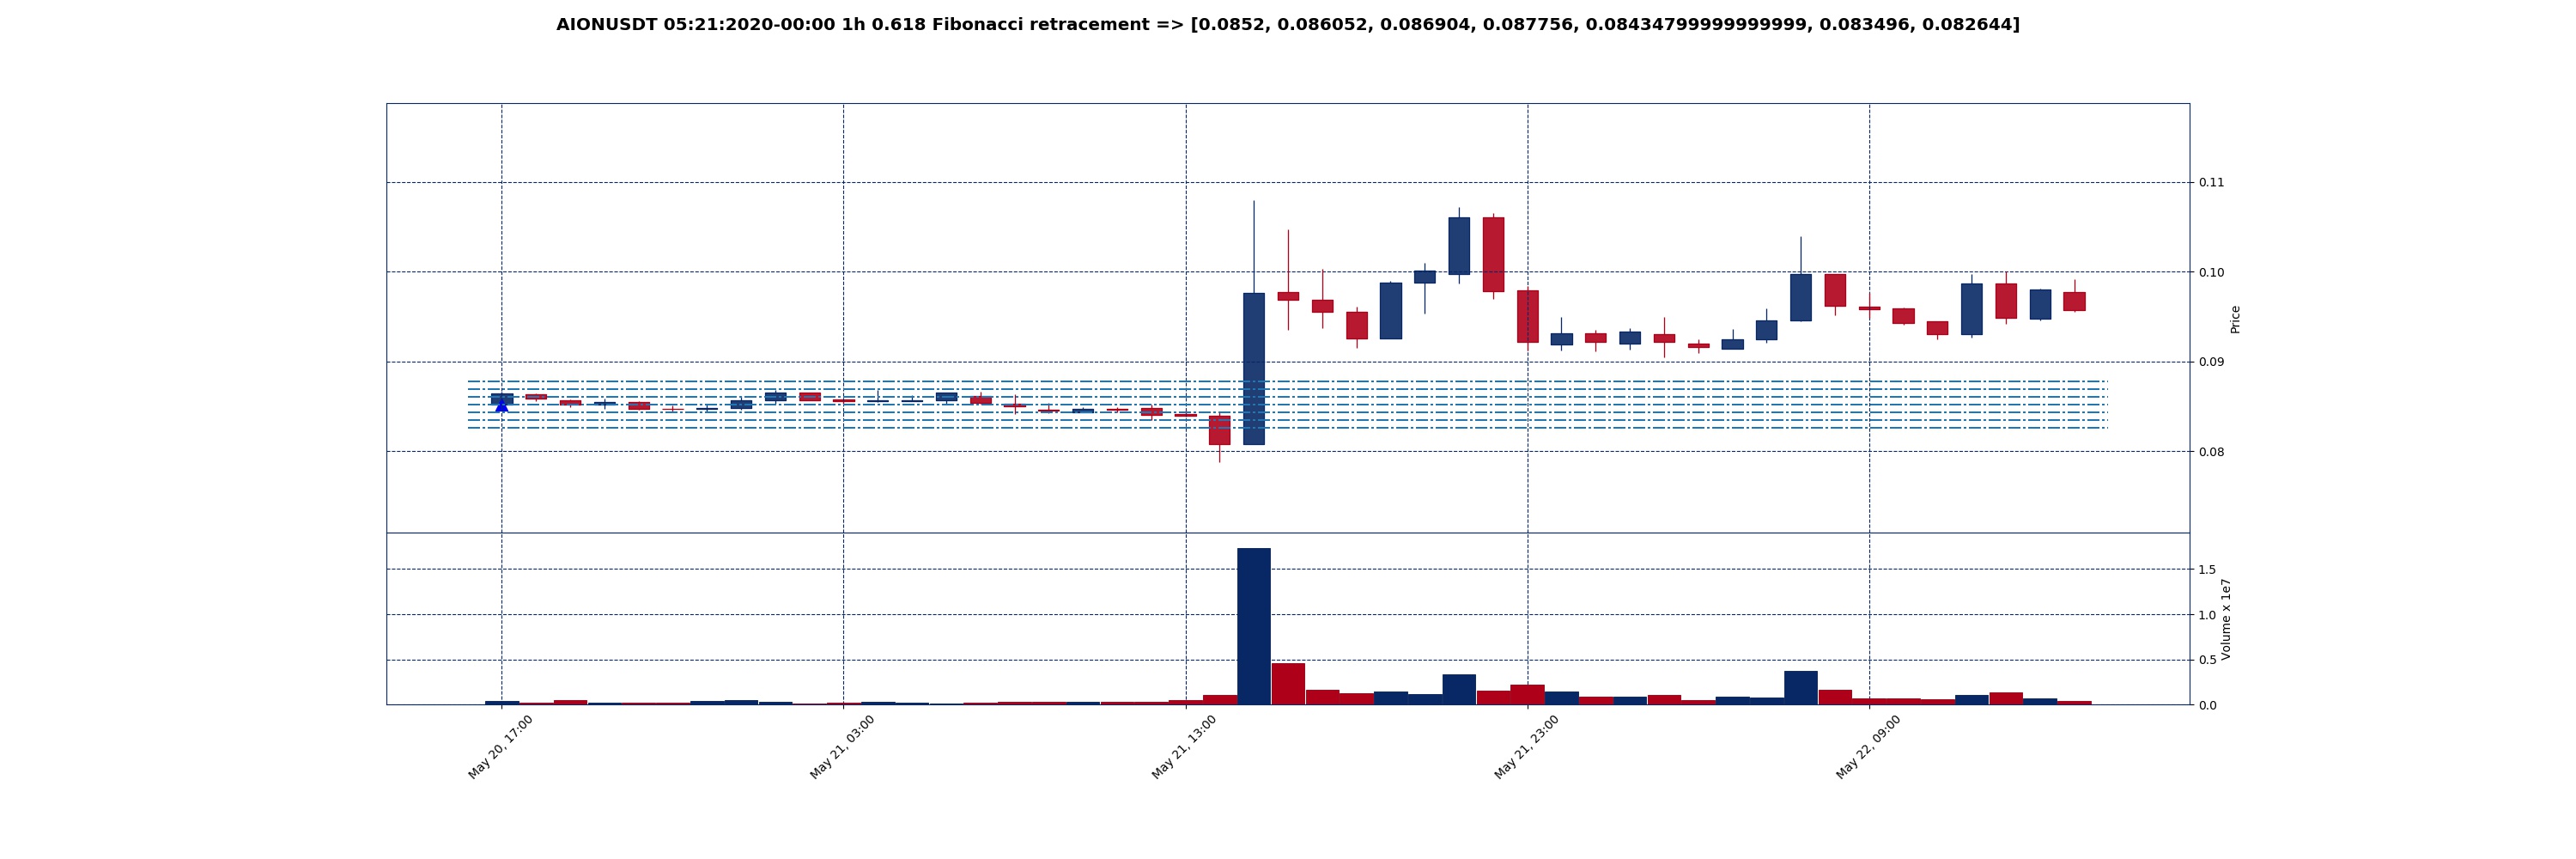 AIONUSDT 05:21:2020-00:00 1h 0.618 Fibonacci retracement => [0.0852, 0.086052, 0.086904, 0.087756, 0.08434799999999999, 0.083496, 0.082644]
0.11
0.10
0.09
0.08
Price
1.5
1.0
0.5
0.0
Volume x 1e7
May 20, 17:00
May 21, 03:00
May 21, 13:00
May 21, 23:00
May 22, 09:00